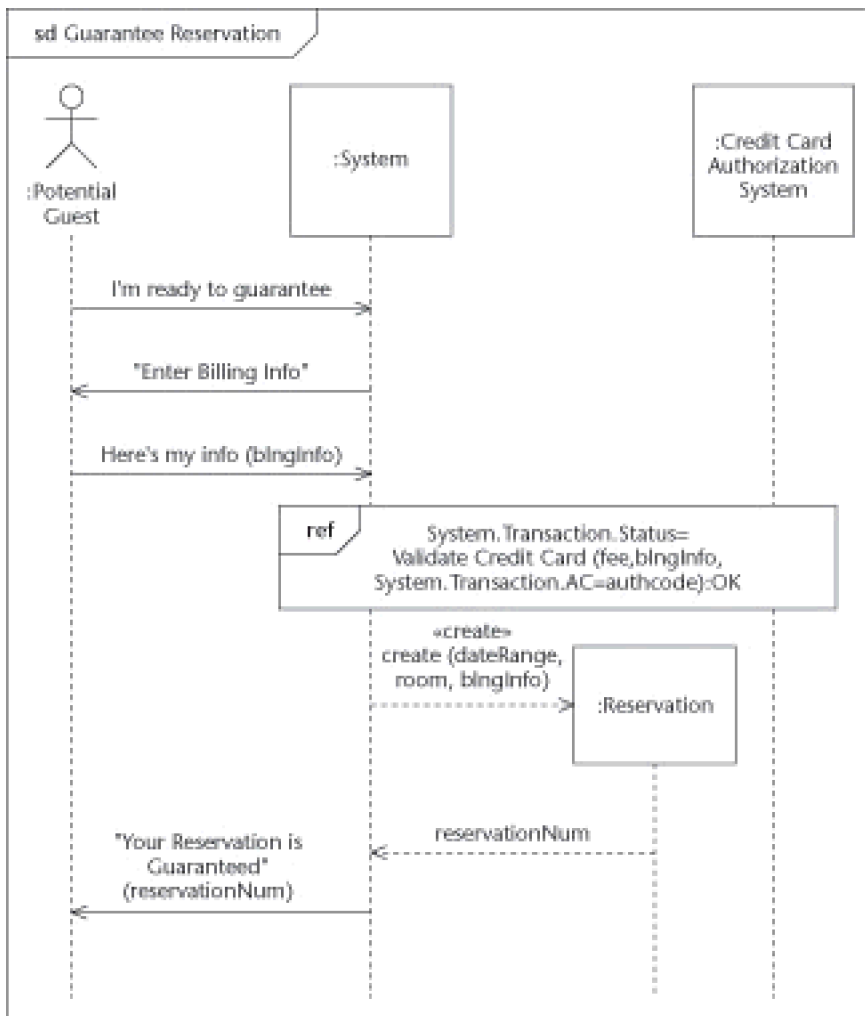 sd Guarantee Reservation
:Potential
Guest
:System
:Credit Card
Authorization
System
I'm ready to guarantee
"Enter Billing Info"
Here's my info (blngInfo)
ref
System.Transaction.Status=
Validate Credit Card (fee,blngInfo,
System.Transaction.AC=authcode):OK
«create»
create (dateRange,
room, blngInfo)
:Reservation
reservationNum
"Your Reservation is
Guaranteed"
(reservationNum)